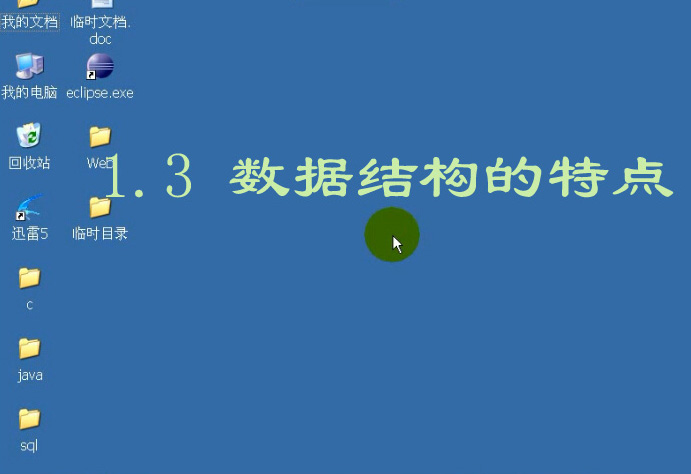 我的文档
临时文档.
doc
我的电脑
eclipse.exe
回收站
1.3 数据结构的特点
迅雷5
临时目录
c
java
sql